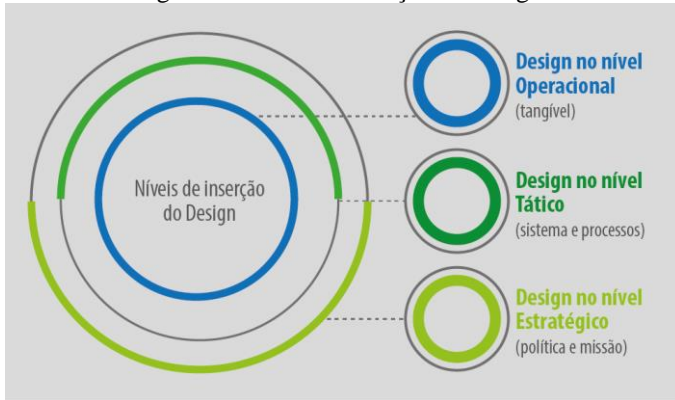 Níveis de inserção
do Design
Design no nível
Operacional
(tangível)
Design no nível
Tático
(sistema e processos)
Design no nível
Estratégico
(política e missão)